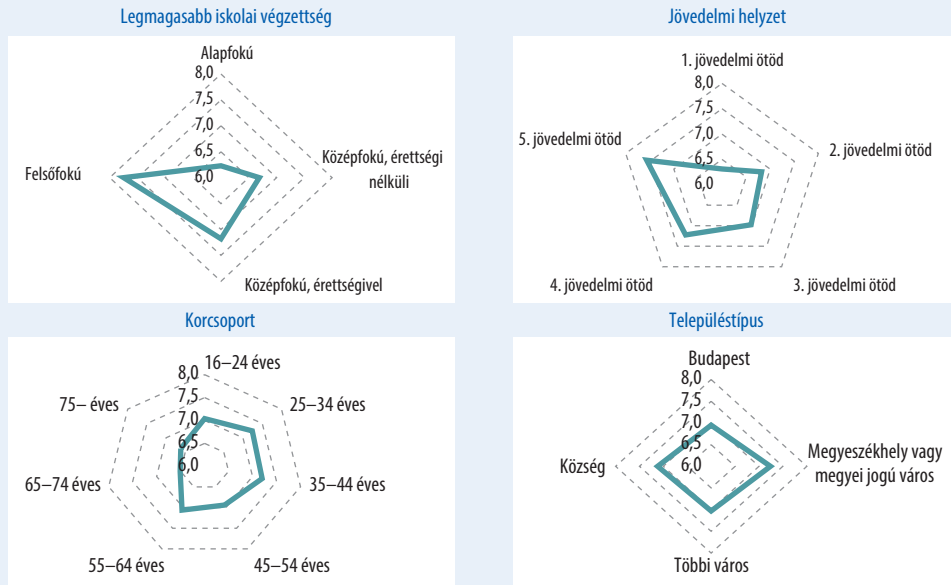 Legmagasabb iskolai végzettség
Alapfokú
8,0
7,5
7,0
6,5
6,0
Középfokú, érettségi
nélküli
Középfokú, érettségivel
Felsőfokú
Jövedelmi helyzet
1. jövedelmi ötöd
8,0
7,5
7,0
6,5
6,0
2. jövedelmi ötöd
3. jövedelmi ötöd
4. jövedelmi ötöd
5. jövedelmi ötöd
Korcsoport
16–24 éves
8,0
7,5
7,0
6,5
6,0
25–34 éves
35–44 éves
45–54 éves
55–64 éves
65–74 éves
75– éves
Településtípus
Budapest
8,0
7,5
7,0
6,5
6,0
Megyeszékhely vagy
megyei jogú város
Többi város
Község